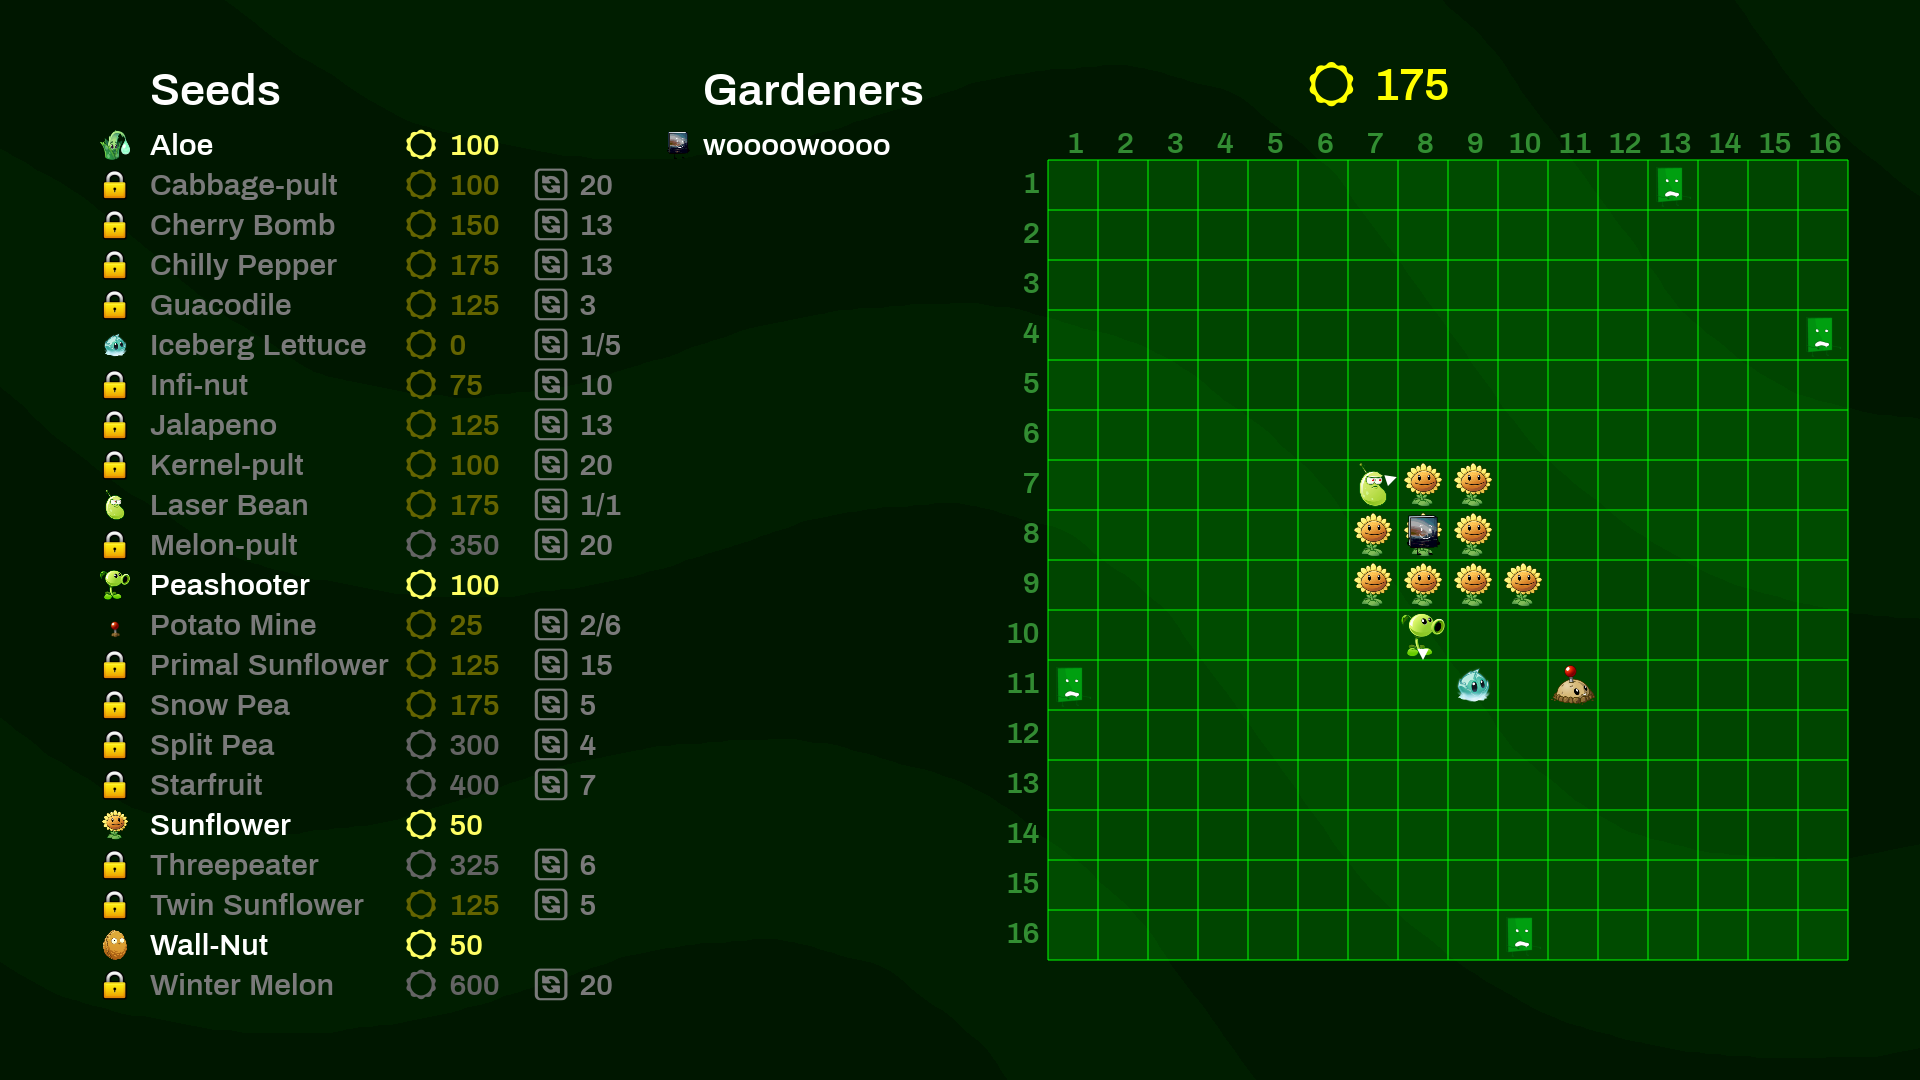 Seeds
Aloe 100
Cabbage-pult 100 20
Cherry Bomb 150 13
Chilly Pepper 175 13
Guacodile 125 3
Iceberg Lettuce 0 1/5
Infi-nut 75 10
Jalapeno 125 13
Kernel-pult 100 20
Laser Bean 175 1/1
Melon-pult 350 20
Peashooter 100
Potato Mine 25 2/6
Primal Sunflower 125 15
Snow Pea 175 5
Split Pea 300 4
Starfruit 400 7
Sunflower 50
Threepeater 325 6
Twin Sunflower 125 5
Wall-Nut 50
Winter Melon 600 20
Gardeners
woooowoooo
175
1 2 3 4 5 6 7 8 9 10 11 12 13 14 15 16
1
2
3
4
5
6
7
8
9
10
11
12
13
14
15
16